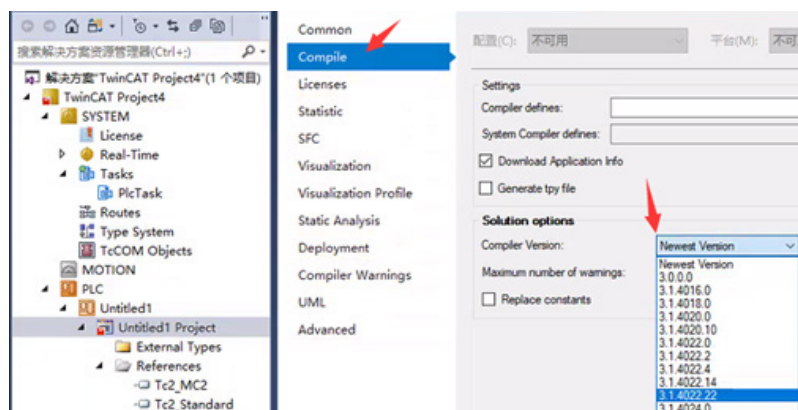 搜索解决方案资源管理器(Ctrl+;)
解决方案"TwinCAT Project4"(1 个项目)
TwinCAT Project4
SYSTEM
License
Real-Time
Tasks
PlcTask
Routes
Type System
TcCOM Objects
MOTION
PLC
Untitled1
Untitled1 Project
External Types
References
Tc2_MC2
Tc2_Standard
Common
Compile
Licenses
Statistic
SFC
Visualization
Visualization Profile
Static Analysis
Deployment
Compiler Warnings
UML
Advanced
配置(C): 不可用 平台(M): 不可
Settings
Compiler defines:
System Compiler defines:
Download Application Info
Generate tpy file
Solution options
Compiler Version: Newest Version
Maximum number of warnings:
Replace constants
Newest Version
3.0.0.0
3.1.4016.0
3.1.4018.0
3.1.4020.0
3.1.4020.10
3.1.4022.0
3.1.4022.2
3.1.4022.4
3.1.4022.14
3.1.4022.22
3.1.4024.0